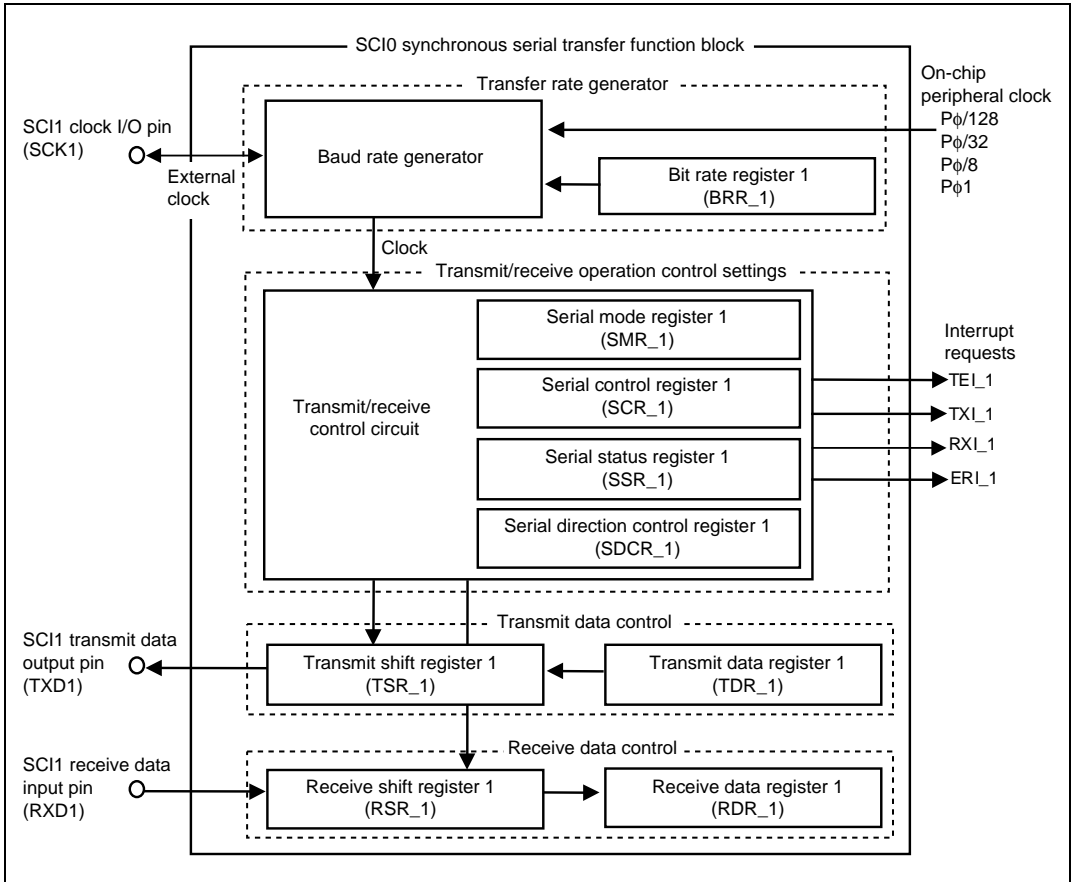 SCI0 synchronous serial transfer function block
Transfer rate generator
On-chip
peripheral clock
Pϕ/128
Pϕ/32
Pϕ/8
Pϕ1
SCI1 clock I/O pin
(SCK1)
External
clock
Baud rate generator
Bit rate register 1
(BRR_1)
Clock
Transmit/receive operation control settings
Serial mode register 1
(SMR_1)
Serial control register 1
(SCR_1)
Transmit/receive
control circuit
Serial status register 1
(SSR_1)
Serial direction control register 1
(SDCR_1)
Interrupt
requests
TEI_1
TXI_1
RXI_1
ERI_1
Transmit data control
SCI1 transmit data
output pin
(TXD1)
Transmit shift register 1
(TSR_1)
Transmit data register 1
(TDR_1)
Receive data control
SCI1 receive data
input pin
(RXD1)
Receive shift register 1
(RSR_1)
Receive data register 1
(RDR_1)